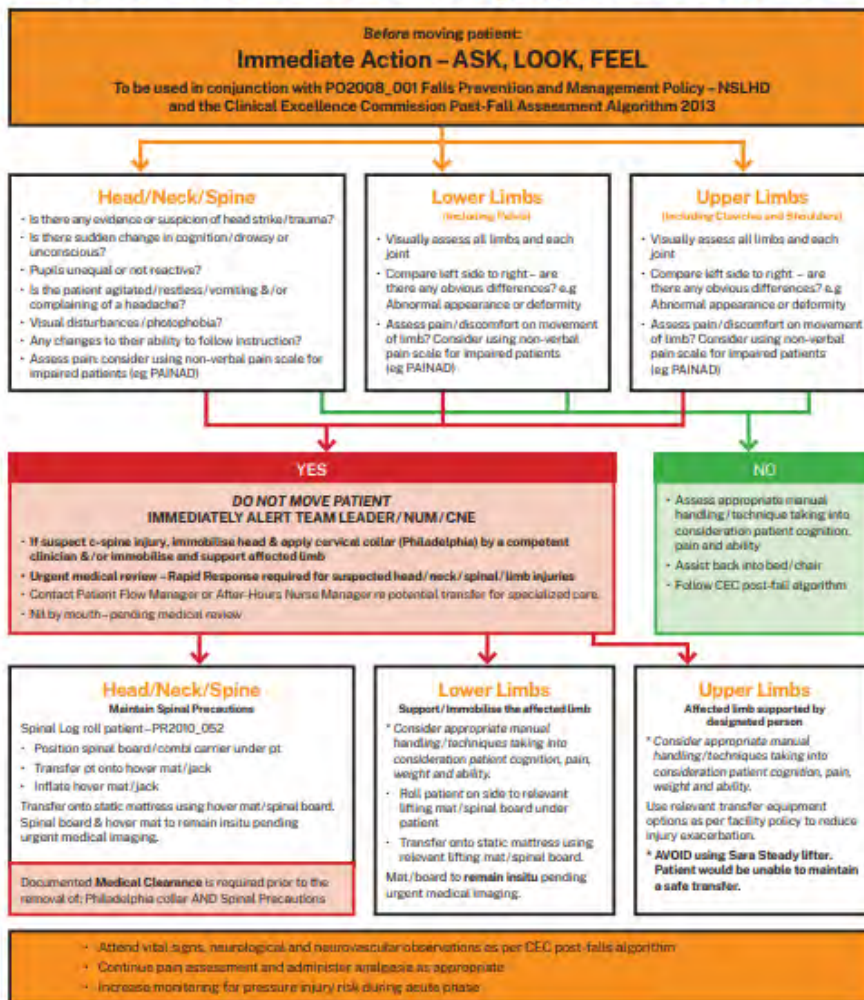 Before moving patient:
Immediate Action – ASK, LOOK, FEEL
To be used in conjunction with PO2008_001 Falls Prevention and Management Policy – NSLHD
and the Clinical Excellence Commission Post-Fall Assessment Algorithm 2013
Head/Neck/Spine
• Is there any evidence or suspicion of head strike/trauma?
• Is there sudden change in cognition/drowsy or
unconscious?
• Pupils unequal or not reactive?
• Is the patient agitated/restless/vomiting &/or
complaining of a headache?
• Visual disturbances/photophobia?
• Any changes to their ability to follow instruction?
• Assess pain: consider using non-verbal pain scale for
impaired patients (eg PAINAD)
Lower Limbs
(Including Pelvis)
• Visually assess all limbs and each
joint
• Compare left side to right – are
there any obvious differences? e.g
Abnormal appearance or deformity
• Assess pain/discomfort on movement
of limb? Consider using non-verbal
pain scale for impaired patients
(eg PAINAD)
Upper Limbs
(Including Clavicles and Shoulders)
• Visually assess all limbs and each
joint
• Compare left side to right – are
there any obvious differences? e.g
Abnormal appearance or deformity
• Assess pain/discomfort on movement
of limb? Consider using non-verbal
pain scale for impaired patients
(eg PAINAD)
YES
DO NOT MOVE PATIENT
IMMEDIATELY ALERT TEAM LEADER/NUM/CNE
• If suspect c-spine injury, immobilise head & apply cervical collar (Philadelphia) by a competent
clinician &/or immobilise and support affected limb
• Urgent medical review – Rapid Response required for suspected head/neck/spinal/limb injuries
• Contact Patient Flow Manager or After-Hours Nurse Manager re potential transfer for specialized care.
• Nil by mouth – pending medical review
NO
• Assess appropriate manual
handling/technique taking into
consideration patient cognition,
pain and ability
• Assist back into bed/chair
• Follow CEC post-fall algorithm
Head/Neck/Spine
Maintain Spinal Precautions
Spinal Log roll patient – PR2010_052
• Position spinal board/combi carrier under pt
• Transfer pt onto hover mat/jack
• Inflate hover mat/jack
Transfer onto static mattress using hover mat/spinal board.
Spinal board & hover mat to remain insitu pending
urgent medical imaging.
Documented Medical Clearance is required prior to the
removal of; Philadelphia collar AND Spinal Precautions
Lower Limbs
Support/Immobilise the affected limb
* Consider appropriate manual
handling/techniques taking into
consideration patient cognition, pain,
weight and ability.
• Roll patient on side to relevant
lifting mat/spinal board under
patient
• Transfer onto static mattress using
relevant lifting mat/spinal board.
Mat/board to remain insitu pending
urgent medical imaging.
Upper Limbs
Affected limb supported by
designated person
* Consider appropriate manual
handling/techniques taking into
consideration patient cognition, pain,
weight and ability.
Use relevant transfer equipment
options as per facility policy to reduce
injury exacerbation.
* AVOID using Sara Steady lifter.
Patient would be unable to maintain
a safe transfer.
• Attend vital signs, neurological and neurovascular observations as per CEC post-falls algorithm
• Continue pain assessment and administer analgesia as appropriate
• Increase monitoring for pressure injury risk during acute phase